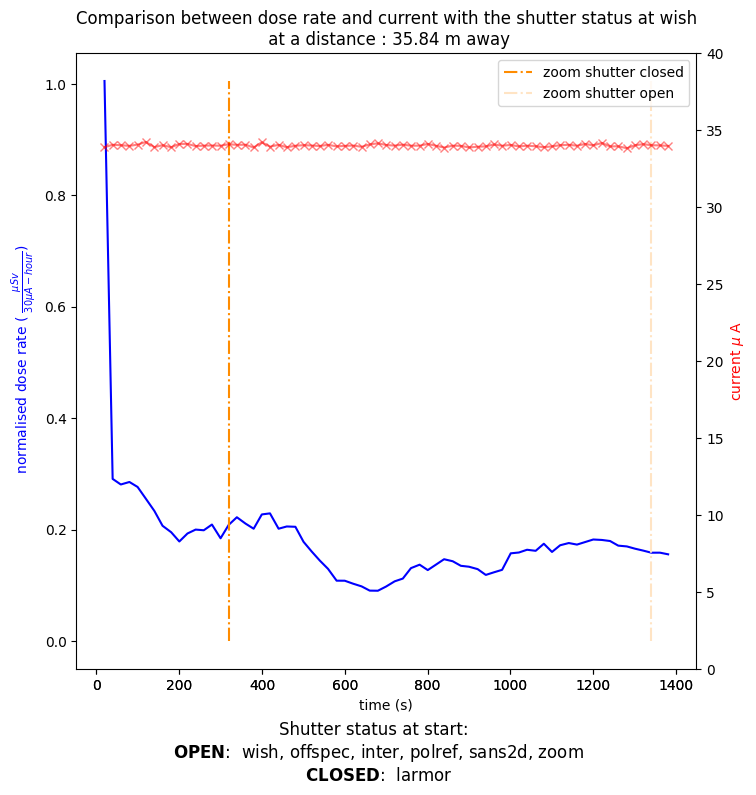 Comparison between dose rate and current with the shutter status at wish
at a distance : 35.84 m away
zoom shutter closed
zoom shutter open
normalised dose rate ( μSv / 30μA − hour )
1.0
0.8
0.6
0.4
0.2
0.0
40
35
30
25
20
15
10
5
0
current μ A
0 200 400 600 800 1000 1200 1400
time (s)
Shutter status at start:
OPEN: wish, offspec, inter, polref, sans2d, zoom
CLOSED: larmor